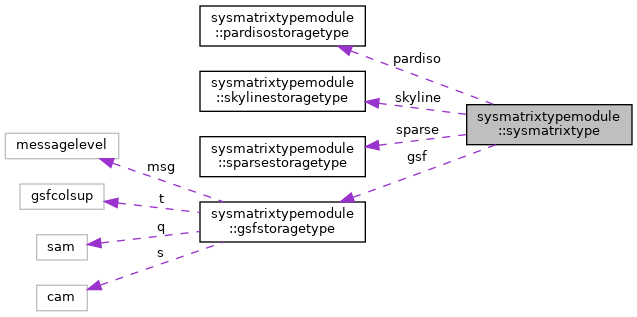 sysmatrixtypemodule
::pardisostoragetype
pardiso
sysmatrixtypemodule
::skylinestoragetype
skyline
sysmatrixtypemodule
::sysmatrixtype
sparse
sysmatrixtypemodule
::sparsestoragetype
gsf
messagelevel
msg
gsfcolsup
t
sysmatrixtypemodule
::gsfstoragetype
q
sam
s
cam